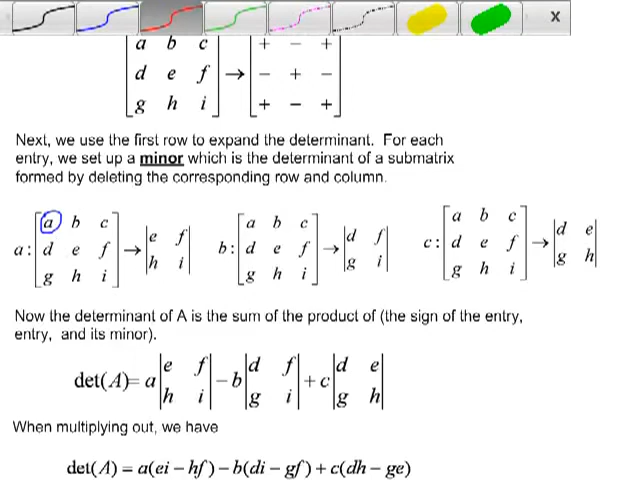 x
[a b c; d e f; g h i] → [+ − +; − + −; + − +]
Next, we use the first row to expand the determinant. For each
entry, we set up a minor which is the determinant of a submatrix
formed by deleting the corresponding row and column.
a: [a b c; d e f; g h i] → |e f; h i| b: [a b c; d e f; g h i] → |d f; g i| c: [a b c; d e f; g h i] → |d e; g h|
Now the determinant of A is the sum of the product of (the sign of the entry,
entry, and its minor).
det(A) = a|e f; h i| − b|d f; g i| + c|d e; g h|
When multiplying out, we have
det(A) = a(ei − hf) − b(di − gf) + c(dh − ge)